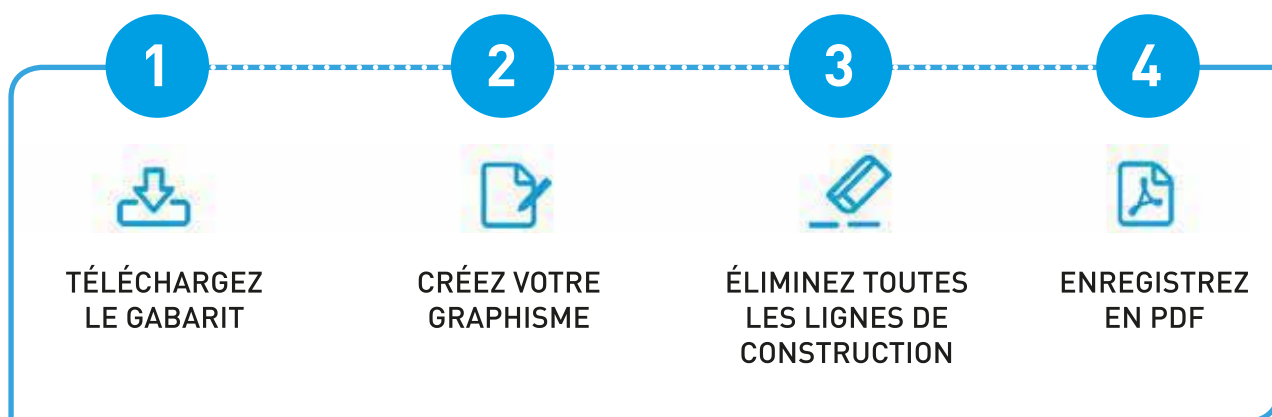 1
2
3
4
TÉLÉCHARGEZ
LE GABARIT
CRÉEZ VOTRE
GRAPHISME
ÉLIMINEZ TOUTES
LES LIGNES DE
CONSTRUCTION
ENREGISTREZ
EN PDF